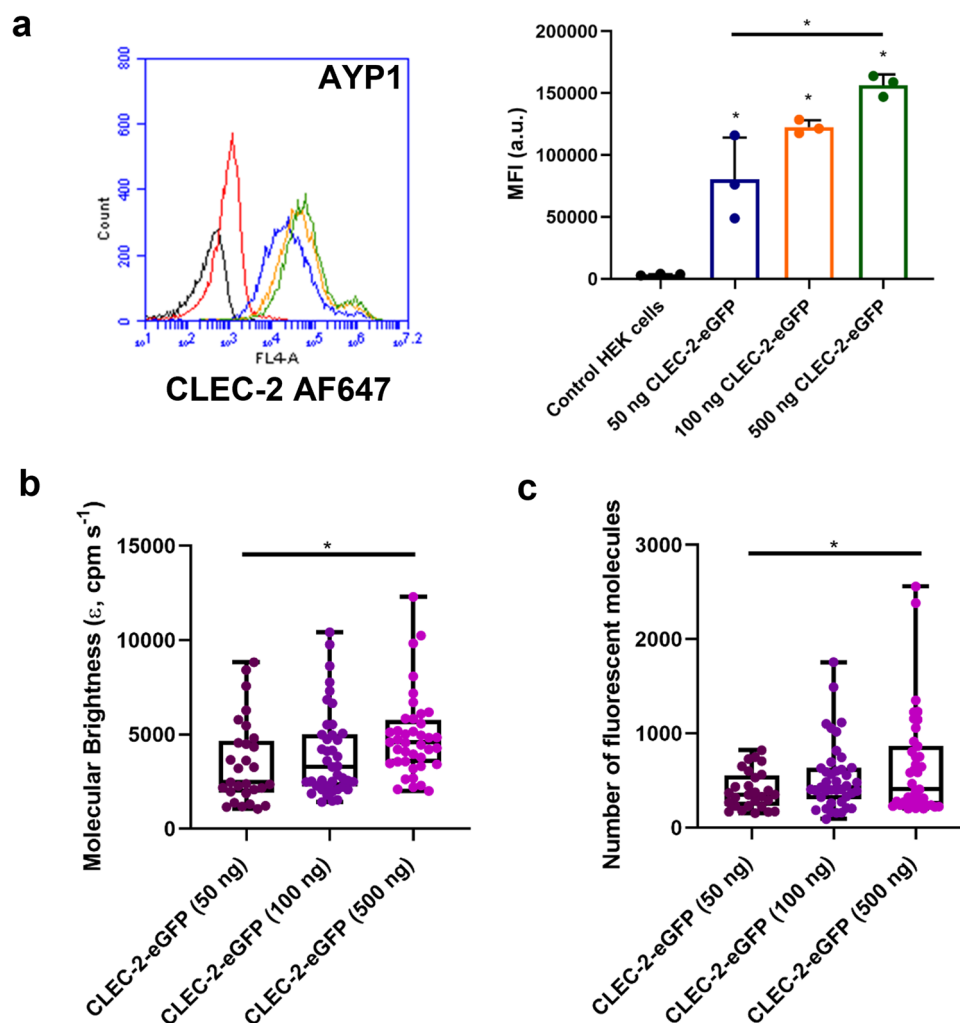 a
AYP1
800
600
400
200
0
Count
10^1 10^2 10^3 10^4 10^5 10^6 10^7.2
FL4-A
CLEC-2 AF647
200000
150000
100000
50000
0
MFI (a.u.)
*
*
*
*
Control HEK cells
50 ng CLEC-2-eGFP
100 ng CLEC-2-eGFP
500 ng CLEC-2-eGFP
b
15000
10000
5000
0
Molecular Brightness (ε, cpm s⁻¹)
*
CLEC-2-eGFP (50 ng)
CLEC-2-eGFP (100 ng)
CLEC-2-eGFP (500 ng)
c
3000
2000
1000
0
Number of fluorescent molecules
*
CLEC-2-eGFP (50 ng)
CLEC-2-eGFP (100 ng)
CLEC-2-eGFP (500 ng)